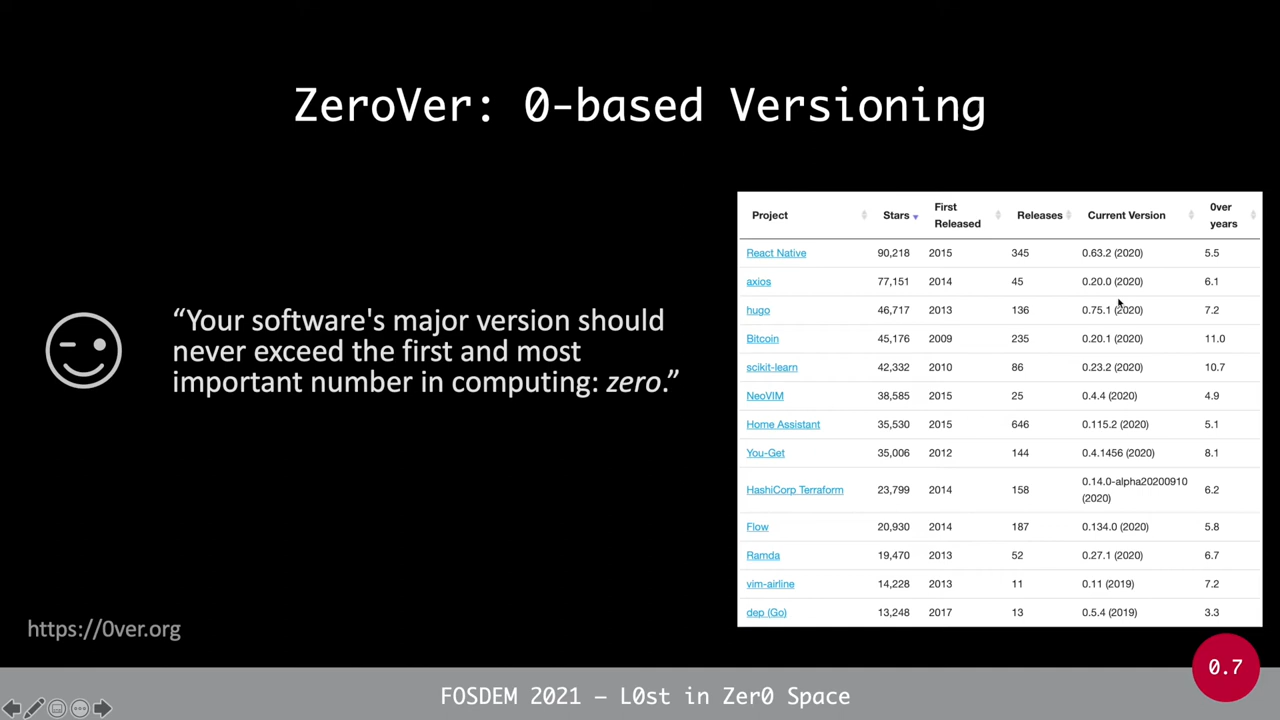 ZeroVer: 0-based Versioning
“Your software's major version should
never exceed the first and most
important number in computing: zero.”
https://0ver.org
Project Stars First Released Releases Current Version 0ver years
React Native 90,218 2015 345 0.63.2 (2020) 5.5
axios 77,151 2014 45 0.20.0 (2020) 6.1
hugo 46,717 2013 136 0.75.1 (2020) 7.2
Bitcoin 45,176 2009 235 0.20.1 (2020) 11.0
scikit-learn 42,332 2010 86 0.23.2 (2020) 10.7
NeoVIM 38,585 2015 25 0.4.4 (2020) 4.9
Home Assistant 35,530 2015 646 0.115.2 (2020) 5.1
You-Get 35,006 2012 144 0.4.1456 (2020) 8.1
HashiCorp Terraform 23,799 2014 158 0.14.0-alpha20200910 (2020) 6.2
Flow 20,930 2014 187 0.134.0 (2020) 5.8
Ramda 19,470 2013 52 0.27.1 (2020) 6.7
vim-airline 14,228 2013 11 0.11 (2019) 7.2
dep (Go) 13,248 2017 13 0.5.4 (2019) 3.3
0.7
FOSDEM 2021 – L0st in Zer0 Space